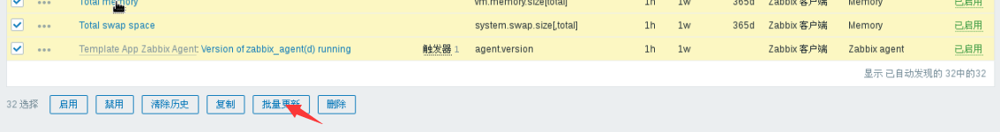 Total memory vm.memory.size[total] 1h 1w 365d Zabbix 客户端 Memory 已启用
Total swap space system.swap.size[,total] 1h 1w 365d Zabbix 客户端 Memory 已启用
Template App Zabbix Agent: Version of zabbix_agent(d) running 触发器 1 agent.version 1h 1w Zabbix 客户端 Zabbix agent 已启用
显示 已自动发现的 32中的32
32 选择 启用 禁用 清除历史 复制 批量更新 删除